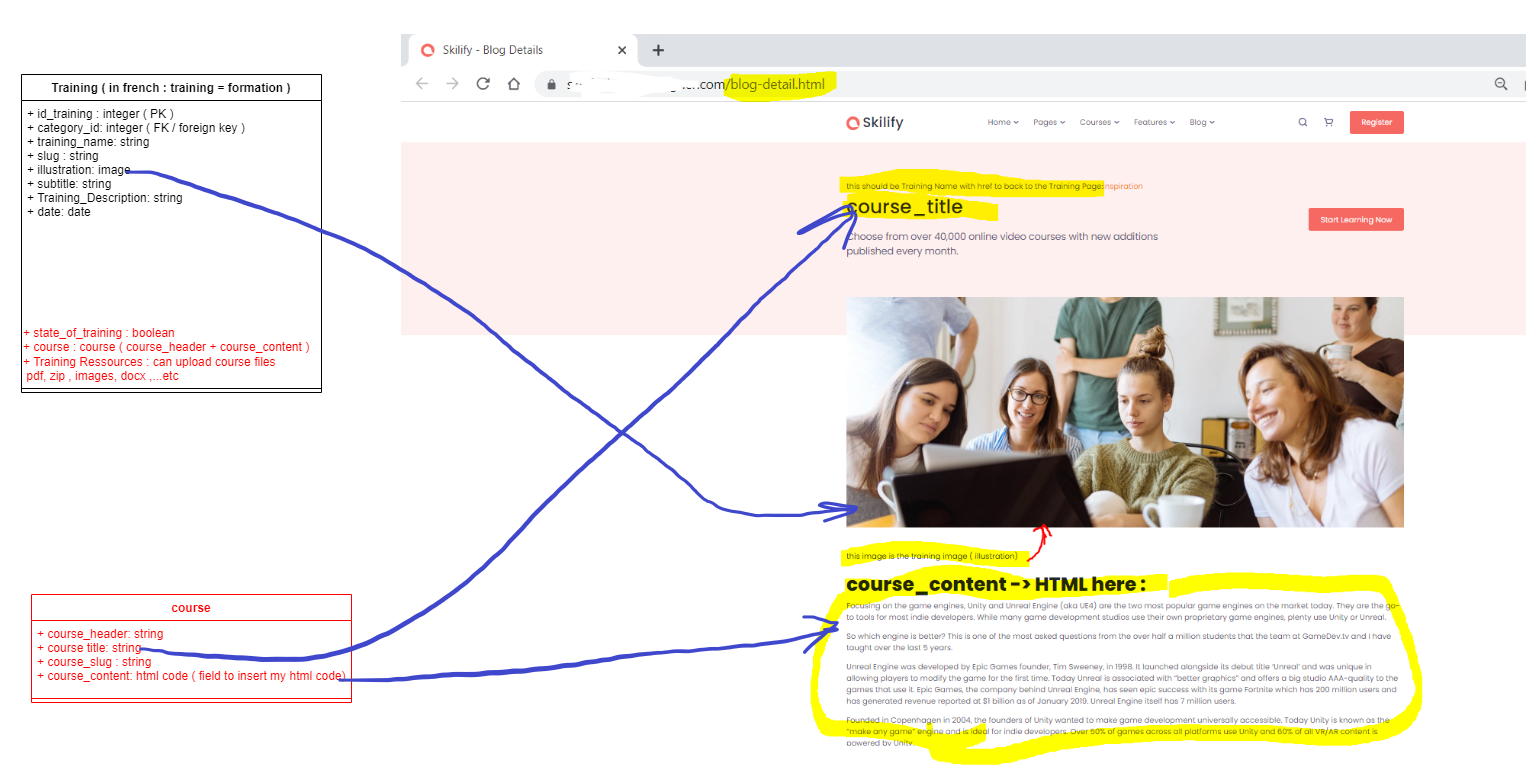 Skilify - Blog Details
.com/blog-detail.html
Training ( in french : training = formation )
+ id_training : integer ( PK )
+ category_id: integer ( FK / foreign key )
+ training_name: string
+ slug : string
+ illustration: image
+ subtitle: string
+ Training_Description: string
+ date: date
+ state_of_training : boolean
+ course : course ( course_header + course_content )
+ Training Ressources : can upload course files
pdf, zip , images, docx ,...etc
course
+ course_header: string
+ course title: string
+ course_slug : string
+ course_content: html code ( field to insert my html code)
Skilify
Home
Pages
Courses
Features
Blog
Register
this should be Training Name with href to back to the Training Page:nspiration
course_title
Choose from over 40,000 online video courses with new additions
published every month.
Start Learning Now
this image is the training image ( illustration)
course_content -> HTML here :
Focusing on the game engines, Unity and Unreal Engine (aka UE4) are the two most popular game engines on the market today. They are the go-
to tools for most indie developers. While many game development studios use their own proprietary game engines, plenty use Unity or Unreal.
So which engine is better? This is one of the most asked questions from the over half a million students that the team at GameDev.tv and I have
taught over the last 5 years.
Unreal Engine was developed by Epic Games founder, Tim Sweeney, in 1998. It launched alongside its debut title 'Unreal' and was unique in
allowing players to modify the game for the first time. Today Unreal is associated with "better graphics" and offers a big studio AAA-quality to the
games that use it. Epic Games, the company behind Unreal Engine, has seen epic success with its game Fortnite which has 200 million users and
has generated revenue reported at $1 billion as of January 2019. Unreal Engine itself has 7 million users.
Founded in Copenhagen in 2004, the founders of Unity wanted to make game development universally accessible. Today Unity is known as the
"make any game" engine and is ideal for indie developers. Over 50% of games across all platforms use Unity and 60% of all VR/AR content is
powered by Unity.